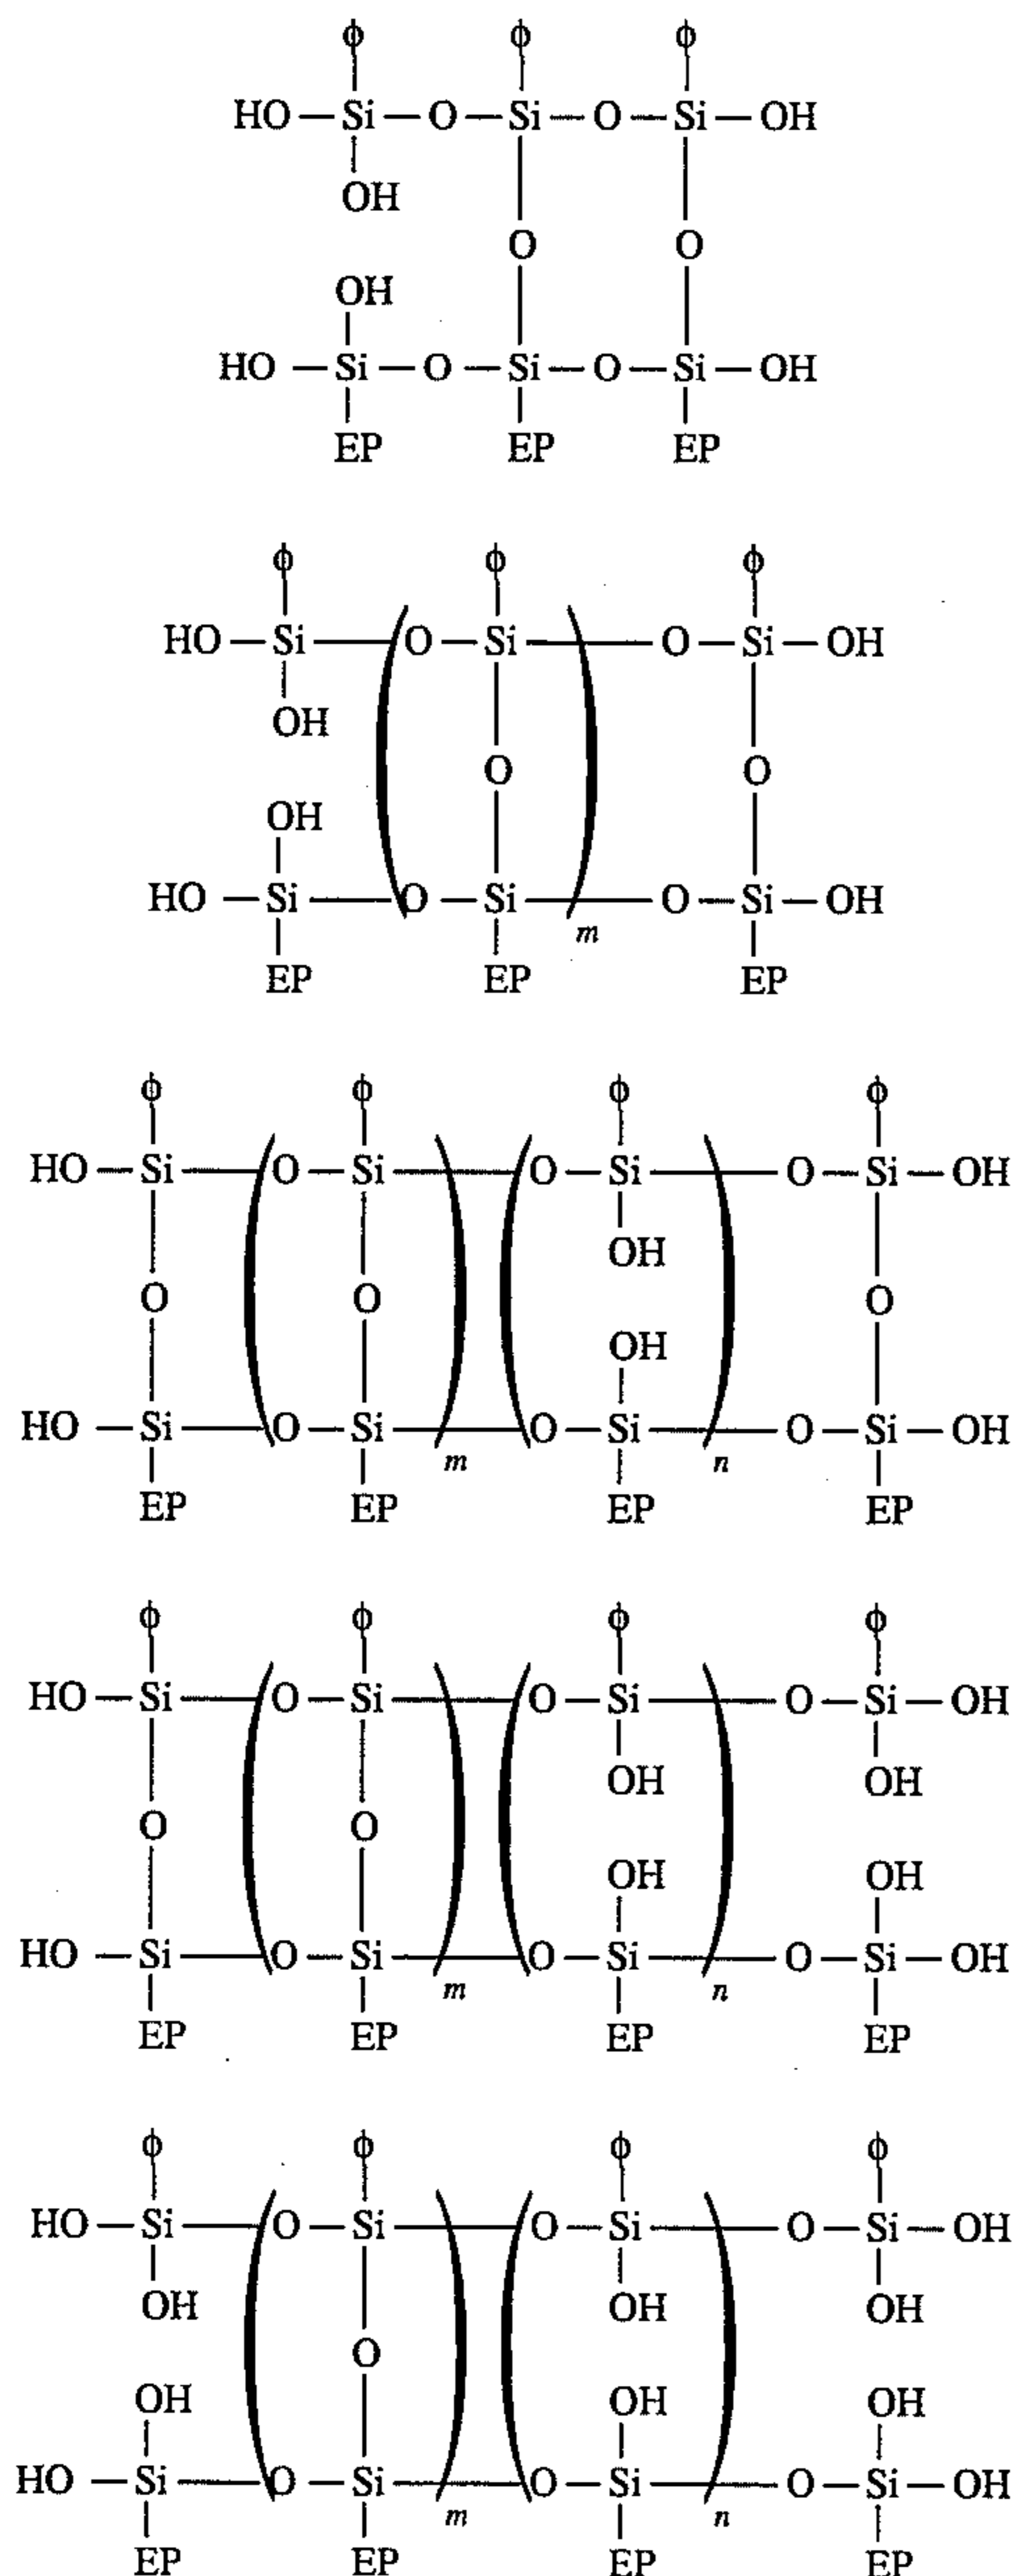 ϕ ϕ ϕ
HO — Si — O — Si — O — Si — OH
OH
O O
OH
HO — Si — O — Si — O — Si — OH
EP EP EP
ϕ ϕ ϕ
HO — Si — ( O — Si — ) O — Si — OH
OH
O O
OH
HO — Si — ( O — Si — ) O — Si — OH
m
EP EP EP
ϕ ϕ ϕ ϕ
HO — Si — ( O — Si — ) ( O — Si — ) O — Si — OH
OH
O O O
OH
HO — Si — ( O — Si — ) ( O — Si — ) O — Si — OH
m n
EP EP EP EP
ϕ ϕ ϕ ϕ
HO — Si — ( O — Si — ) ( O — Si — ) O — Si — OH
OH OH
O O
OH OH
HO — Si — ( O — Si — ) ( O — Si — ) O — Si — OH
m n
EP EP EP EP
ϕ ϕ ϕ ϕ
HO — Si — ( O — Si — ) ( O — Si — ) O — Si — OH
OH OH OH
O
OH OH OH
HO — Si — ( O — Si — ) ( O — Si — ) O — Si — OH
m n
EP EP EP EP